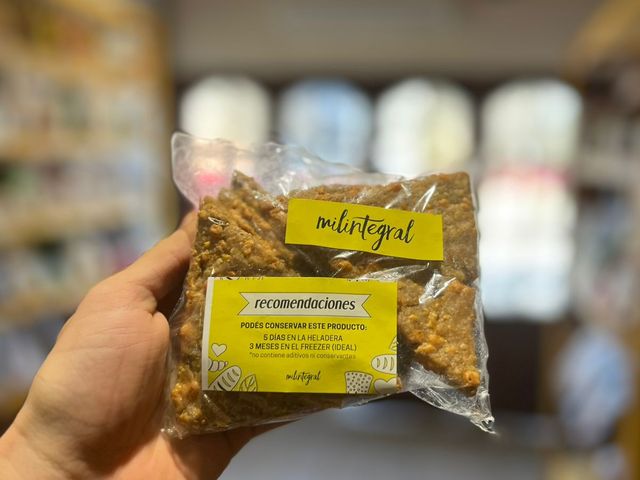 milintegral
recomendaciones
PODÉS CONSERVAR ESTE PRODUCTO:
5 DÍAS EN LA HELADERA
3 MESES EN EL FREEZER (IDEAL)
*no contiene aditivos ni conservantes
milintegral